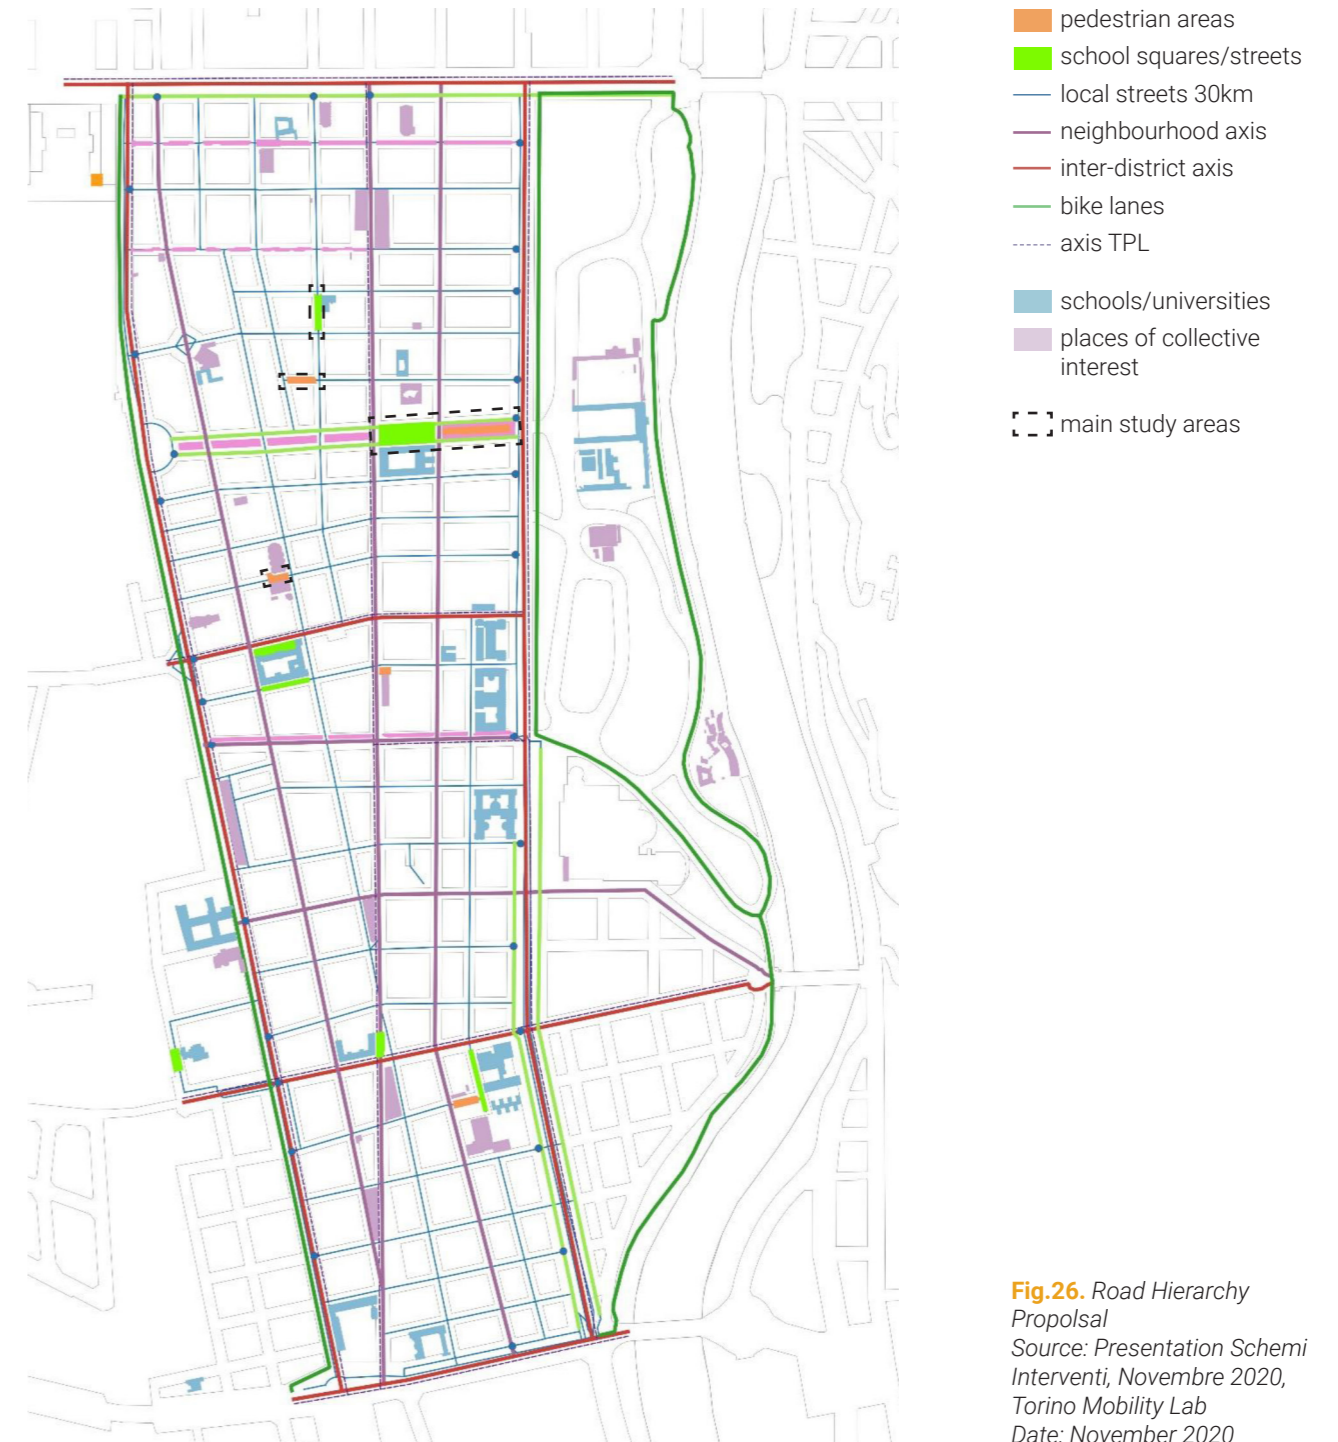 pedestrian areas
school squares/streets
local streets 30km
neighbourhood axis
inter-district axis
bike lanes
axis TPL
schools/universities
places of collective
interest
main study areas
Fig.26. Road Hierarchy
Propolsal
Source: Presentation Schemi
Interventi, Novembre 2020,
Torino Mobility Lab
Date: November 2020